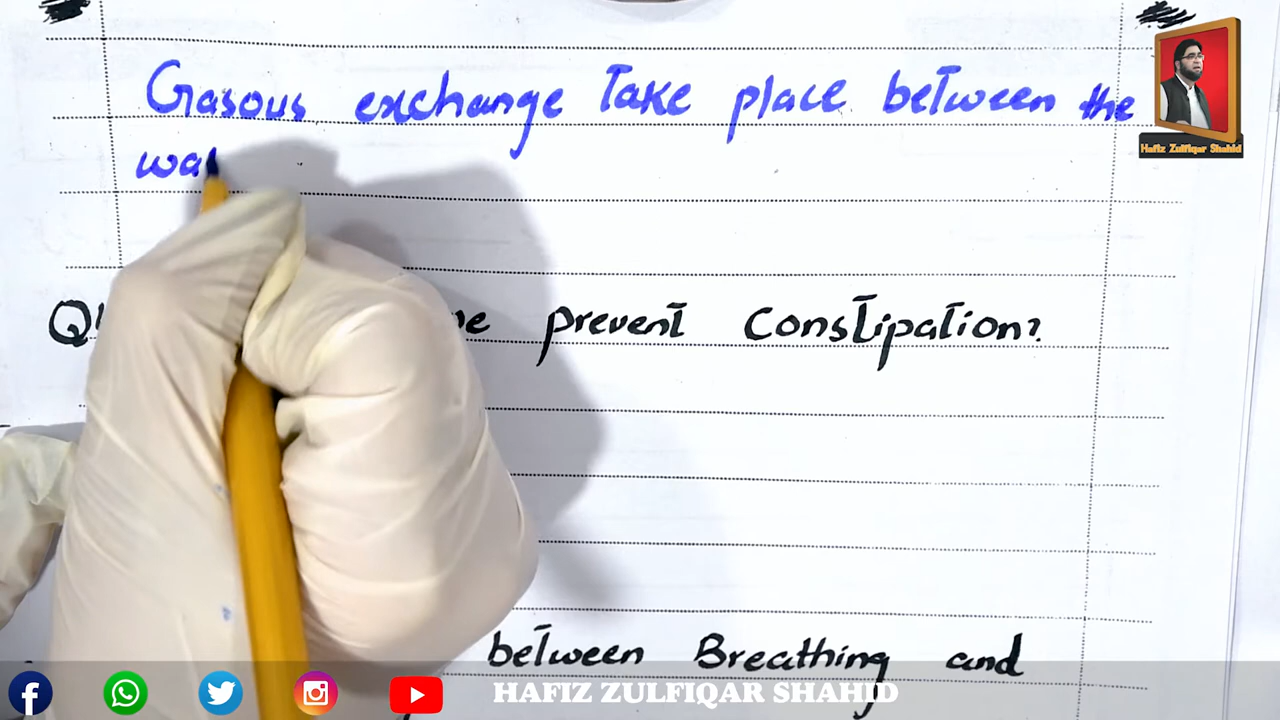 Gasous exchange Take place between the
Hafiz Zulfiqar Shahid
wa
prevent Constipation?
between Breathing and
HAFIZ ZULFIQAR SHAHID